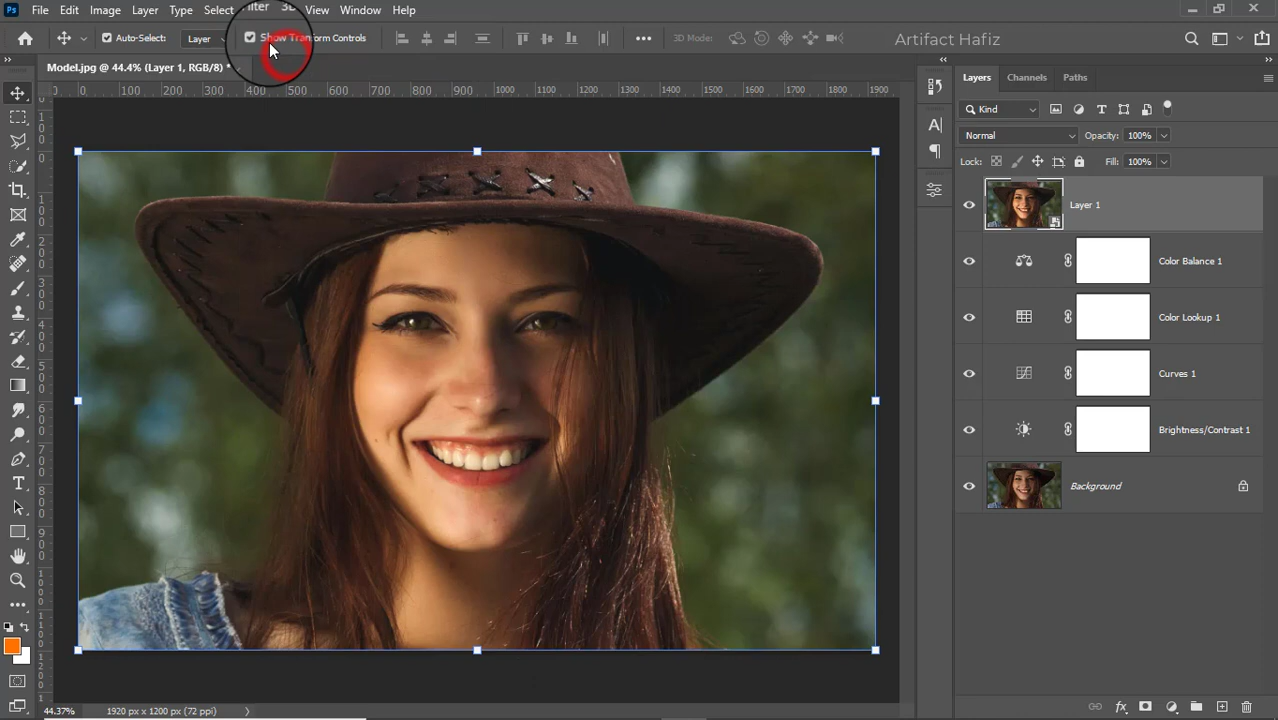 Ps File Edit Image Layer Type Select 3D View Window Help
Auto-Select: Layer Show Transform Controls 3D Mode: Artifact Hafiz
Model.jpg @ 44.4% (Layer 1, RGB/8) *
0 100 200 300 400 500 600 700 800 900 1000 1100 1200 1300 1400 1500 1600 1700 1800 1900
Layers Channels Paths
Kind
Normal Opacity: 100%
Lock: Fill: 100%
Layer 1
Color Balance 1
Color Lookup 1
Curves 1
Brightness/Contrast 1
Background
44.37% 1920 px x 1200 px (72 ppi)